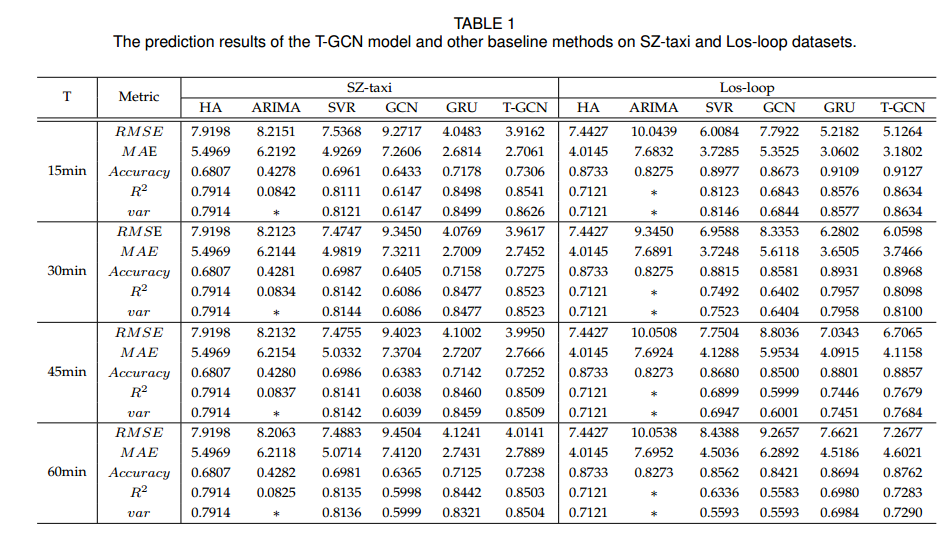 TABLE 1
The prediction results of the T-GCN model and other baseline methods on SZ-taxi and Los-loop datasets.
T Metric SZ-taxi Los-loop
HA ARIMA SVR GCN GRU T-GCN HA ARIMA SVR GCN GRU T-GCN
RMSE 7.9198 8.2151 7.5368 9.2717 4.0483 3.9162 7.4427 10.0439 6.0084 7.7922 5.2182 5.1264
MAE 5.4969 6.2192 4.9269 7.2606 2.6814 2.7061 4.0145 7.6832 3.7285 5.3525 3.0602 3.1802
15min Accuracy 0.6807 0.4278 0.6961 0.6433 0.7178 0.7306 0.8733 0.8275 0.8977 0.8673 0.9109 0.9127
R² 0.7914 0.0842 0.8111 0.6147 0.8498 0.8541 0.7121 * 0.8123 0.6843 0.8576 0.8634
var 0.7914 * 0.8121 0.6147 0.8499 0.8626 0.7121 * 0.8146 0.6844 0.8577 0.8634
RMSE 7.9198 8.2123 7.4747 9.3450 4.0769 3.9617 7.4427 9.3450 6.9588 8.3353 6.2802 6.0598
MAE 5.4969 6.2144 4.9819 7.3211 2.7009 2.7452 4.0145 7.6891 3.7248 5.6118 3.6505 3.7466
30min Accuracy 0.6807 0.4281 0.6987 0.6405 0.7158 0.7275 0.8733 0.8275 0.8815 0.8581 0.8931 0.8968
R² 0.7914 0.0834 0.8142 0.6086 0.8477 0.8523 0.7121 * 0.7492 0.6402 0.7957 0.8098
var 0.7914 * 0.8144 0.6086 0.8477 0.8523 0.7121 * 0.7523 0.6404 0.7958 0.8100
RMSE 7.9198 8.2132 7.4755 9.4023 4.1002 3.9950 7.4427 10.0508 7.7504 8.8036 7.0343 6.7065
MAE 5.4969 6.2154 5.0332 7.3704 2.7207 2.7666 4.0145 7.6924 4.1288 5.9534 4.0915 4.1158
45min Accuracy 0.6807 0.4280 0.6986 0.6383 0.7142 0.7252 0.8733 0.8273 0.8680 0.8500 0.8801 0.8857
R² 0.7914 0.0837 0.8141 0.6038 0.8460 0.8509 0.7121 * 0.6899 0.5999 0.7446 0.7679
var 0.7914 * 0.8142 0.6039 0.8459 0.8509 0.7121 * 0.6947 0.6001 0.7451 0.7684
RMSE 7.9198 8.2063 7.4883 9.4504 4.1241 4.0141 7.4427 10.0538 8.4388 9.2657 7.6621 7.2677
MAE 5.4969 6.2118 5.0714 7.4120 2.7431 2.7889 4.0145 7.6952 4.5036 6.2892 4.5186 4.6021
60min Accuracy 0.6807 0.4282 0.6981 0.6365 0.7125 0.7238 0.8733 0.8273 0.8562 0.8421 0.8694 0.8762
R² 0.7914 0.0825 0.8135 0.5998 0.8442 0.8503 0.7121 * 0.6336 0.5583 0.6980 0.7283
var 0.7914 * 0.8136 0.5999 0.8321 0.8504 0.7121 * 0.5593 0.5593 0.6984 0.7290